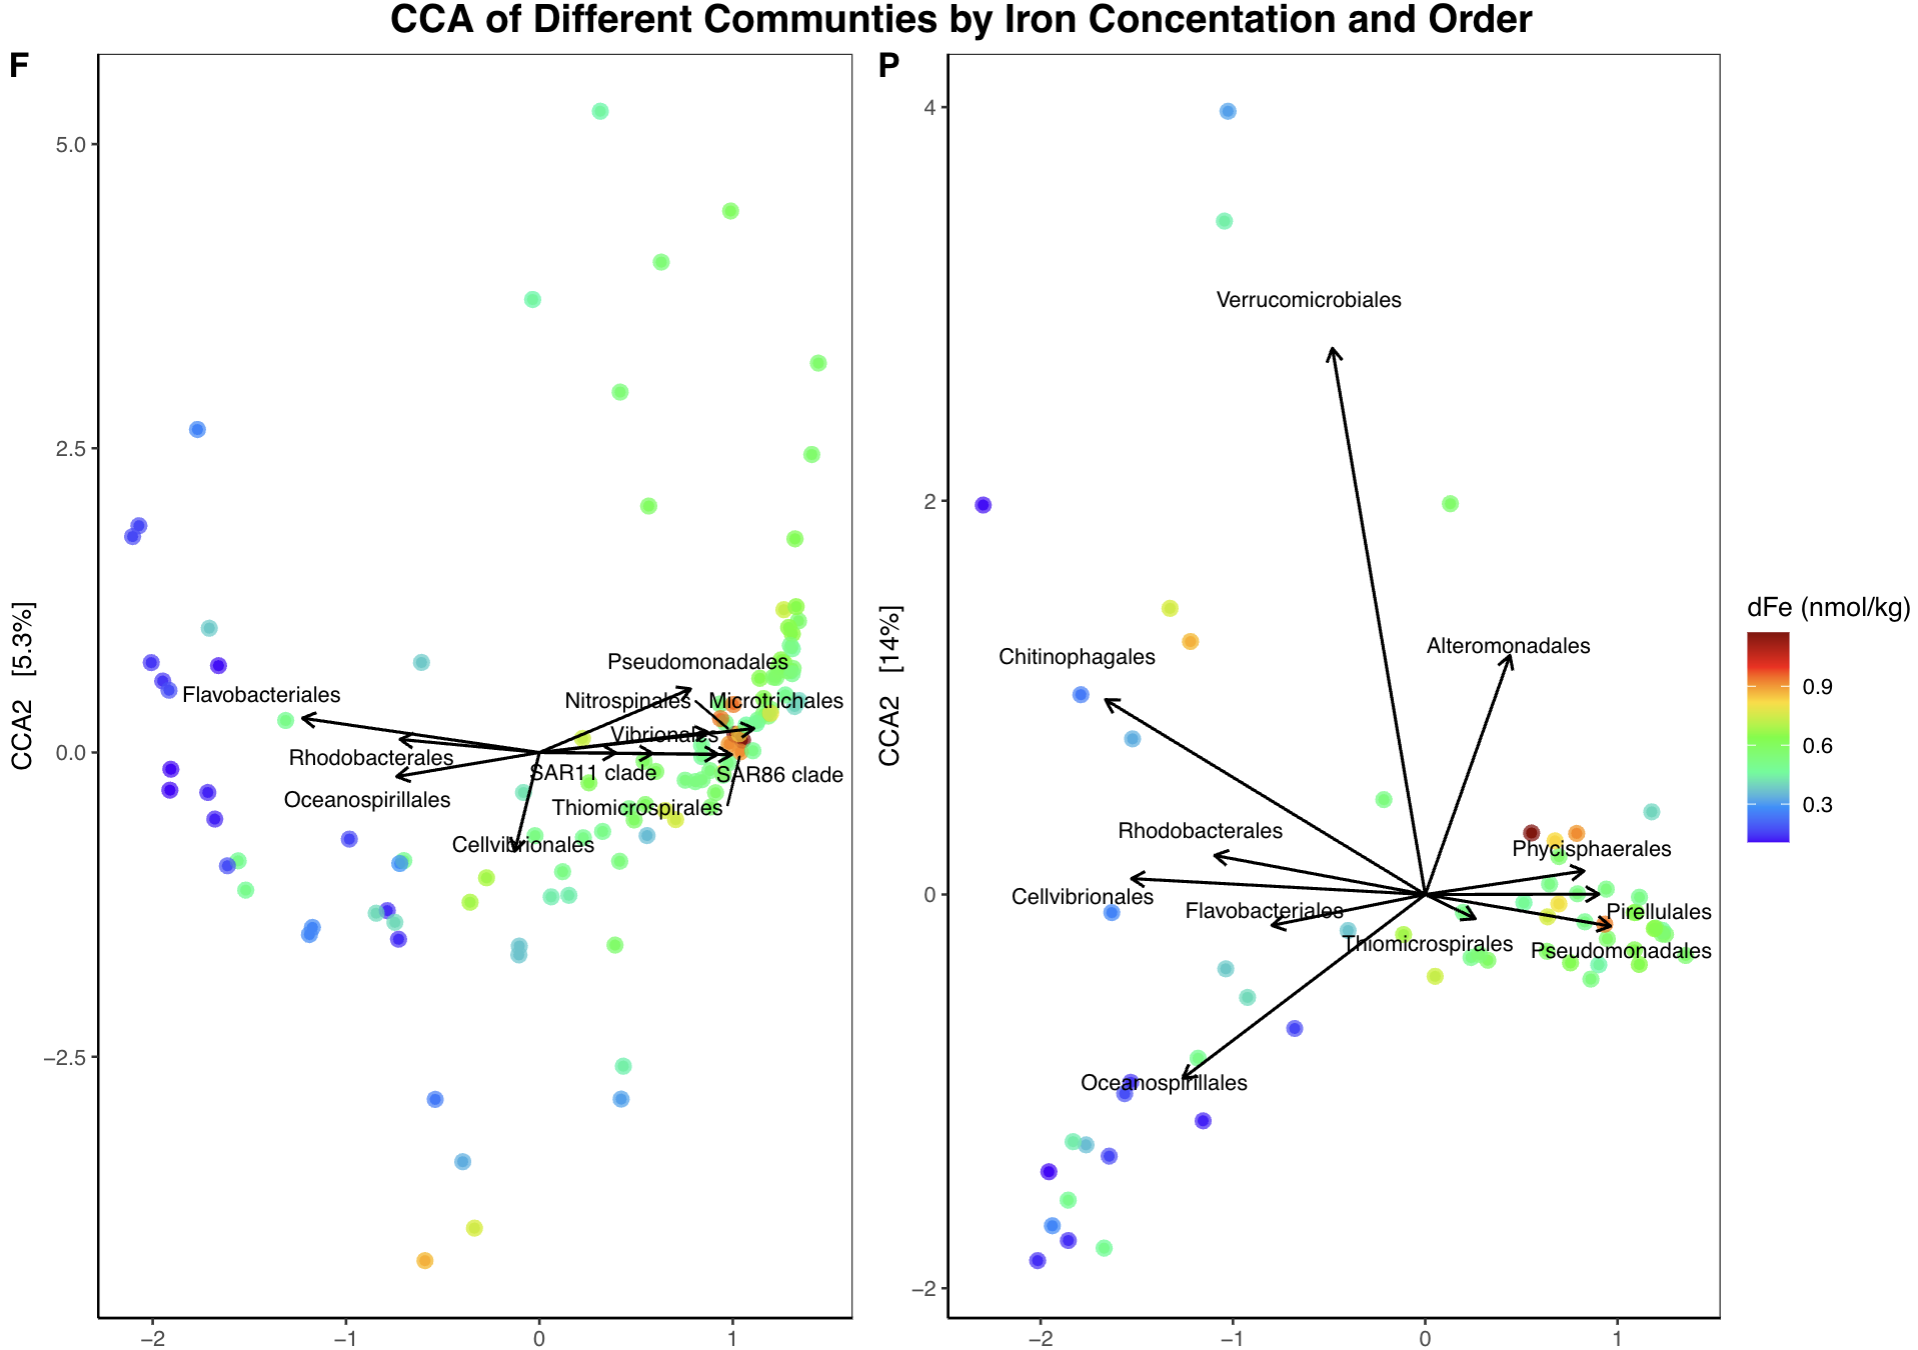 CCA of Different Communties by Iron Concentation and Order
F
5.0
2.5
0.0
−2.5
CCA2 [5.3%]
−2
−1
0
1
Pseudomonadales
Flavobacteriales
Nitrospinales
Microtrichales
Vibrionales
Rhodobacterales
SAR11 clade
SAR86 clade
Oceanospirillales
Thiomicrospirales
Cellvibrionales
P
4
2
0
−2
CCA2 [14%]
−2
−1
0
1
Verrucomicrobiales
Alteromonadales
Chitinophagales
Rhodobacterales
Phycisphaerales
Cellvibrionales
Flavobacteriales
Pirellulales
Thiomicrospirales
Pseudomonadales
Oceanospirillales
dFe (nmol/kg)
0.9
0.6
0.3